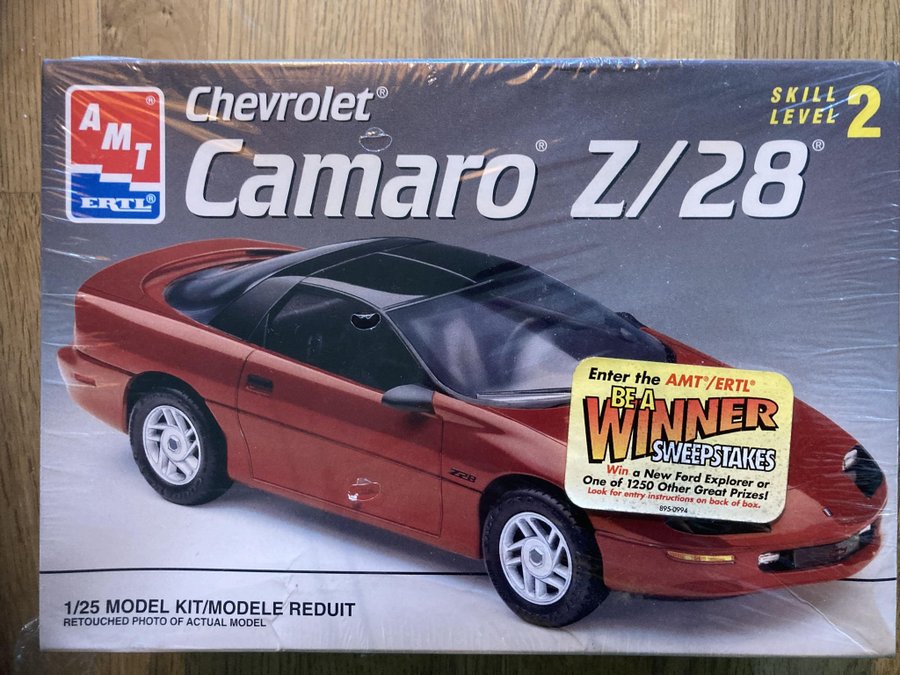 AMT®
ERTL®
Chevrolet®
Camaro® Z/28®
SKILL
LEVEL 2
Z28
Enter the AMT®/ERTL®
BE A
WINNER
SWEEPSTAKES
Win a New Ford Explorer or
One of 1250 Other Great Prizes!
Look for entry instructions on back of box.
895-0994
1/25 MODEL KIT/MODELE REDUIT
RETOUCHED PHOTO OF ACTUAL MODEL